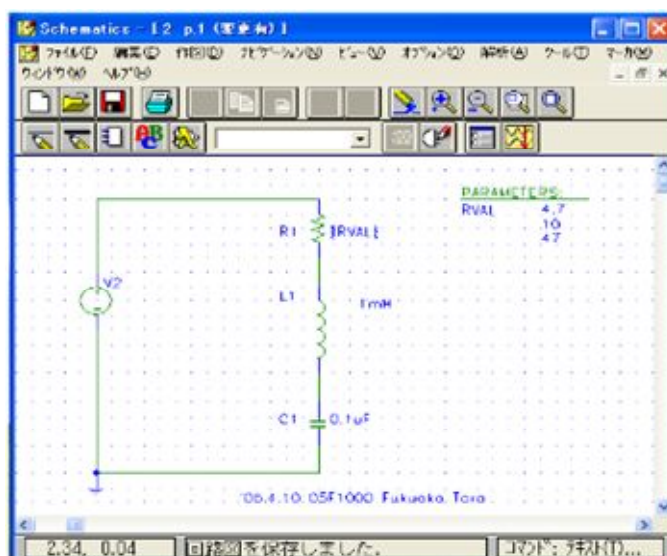 Schematics - [ 2 p.1 (変更有) ]
ファイル(F) 編集(E) 作図(D) ナビゲーション(N) ビュー(V) オプション(O) 解析(A) ツール(T) マーカ(M)
ウィンドウ(W) ヘルプ(H)
PARAMETERS:
RVAL 4.7
10
47
R1 {RVAL}
V2
L1 1mH
C1 0.1uF
'06.4.10. 05F1000 Fukuoka
2.34, 0.04 回路図を保存しました。 コマンド: テキスト(T)...